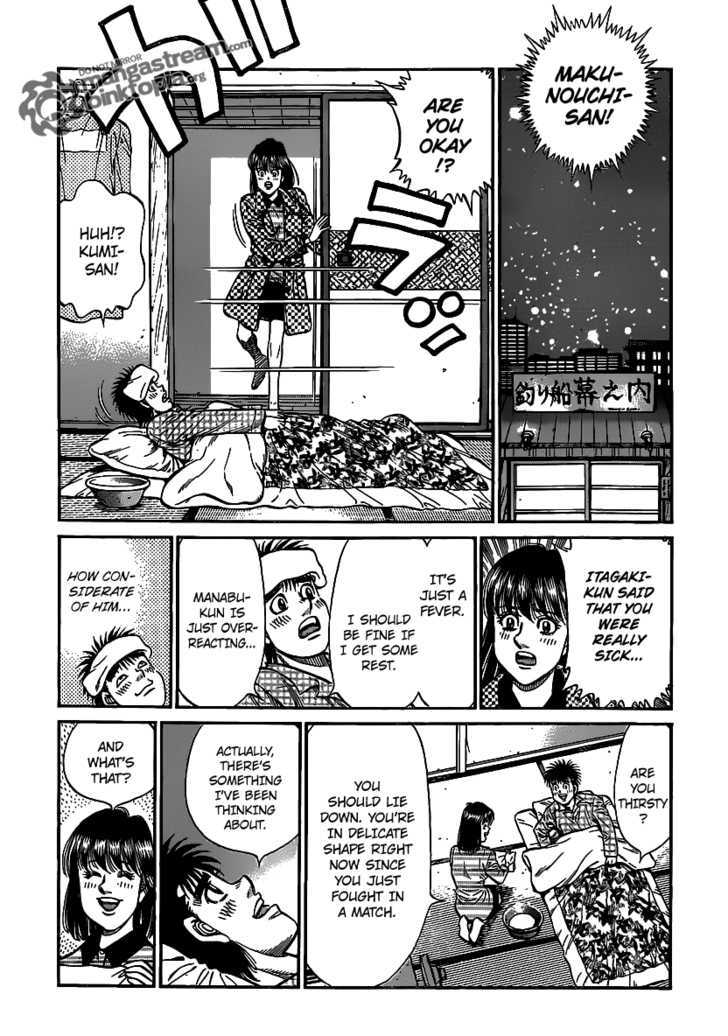 MAKU-
NOUCHI-
SAN!
釣り船幕之内
ARE
YOU
OKAY
!?
ガラッ
DO NOT MIRROR
mangastream.com
oinktopia.org
HUH!?
KUMI-
SAN!
ITAGAKI-
KUN SAID
THAT YOU
WERE
REALLY
SICK...
IT'S
JUST A
FEVER.
I SHOULD
BE FINE IF
I GET SOME
REST.
MANABU-
KUN IS
JUST OVER-
REACTING...
HOW CON-
SIDERATE
OF HIM...
ARE
YOU
THIRSTY
?
YOU
SHOULD LIE
DOWN. YOU'RE
IN DELICATE
SHAPE RIGHT
NOW SINCE
YOU JUST
FOUGHT IN
A MATCH.
ACTUALLY,
THERE'S
SOMETHING
I'VE BEEN
THINKING
ABOUT.
AND
WHAT'S
THAT?